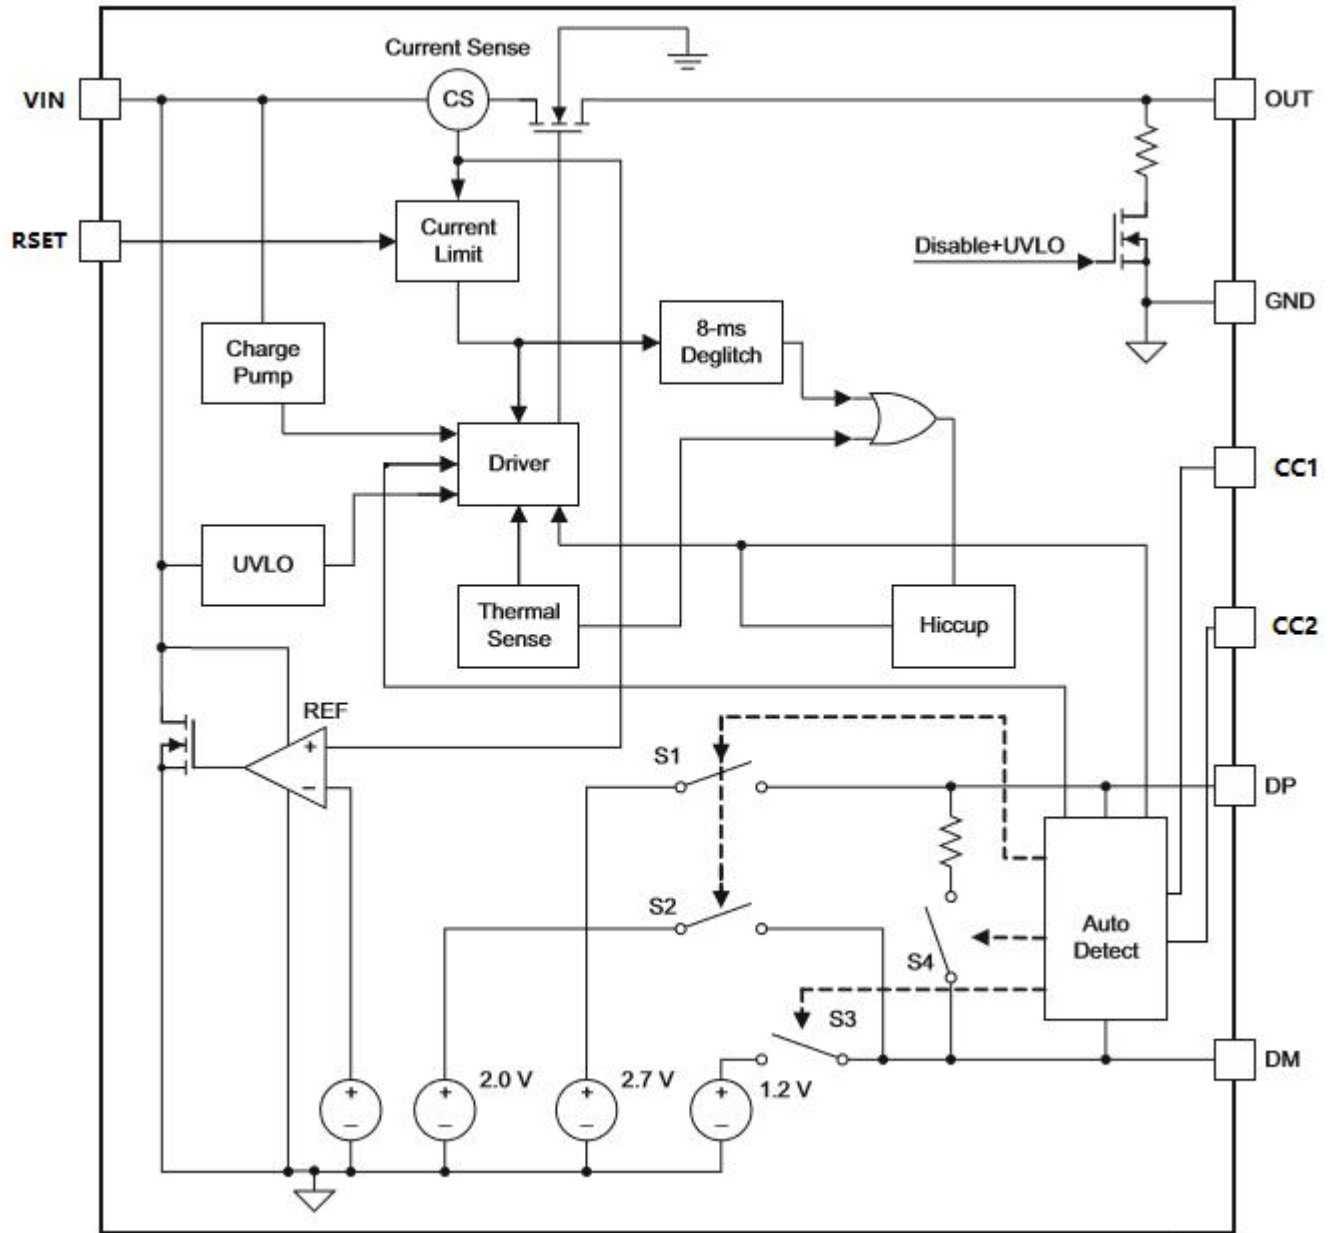 Current Sense
VIN
CS
OUT
RSET
Current
Limit
Disable+UVLO
GND
Charge
Pump
8-ms
Deglitch
Driver
CC1
UVLO
Thermal
Sense
Hiccup
CC2
REF
+
−
S1
DP
S2
S4
Auto
Detect
S3
DM
+
−
+
−
2.0 V
+
−
2.7 V
+
−
1.2 V